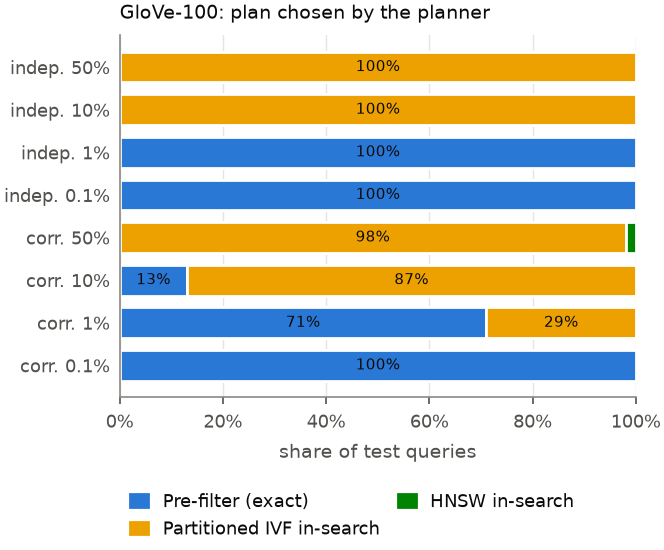 GloVe-100: plan chosen by the planner
indep. 50%
100%
indep. 10%
100%
indep. 1%
100%
indep. 0.1%
100%
corr. 50%
98%
corr. 10%
13%
87%
corr. 1%
71%
29%
corr. 0.1%
100%
0%
20%
40%
60%
80%
100%
share of test queries
Pre-filter (exact)
HNSW in-search
Partitioned IVF in-search